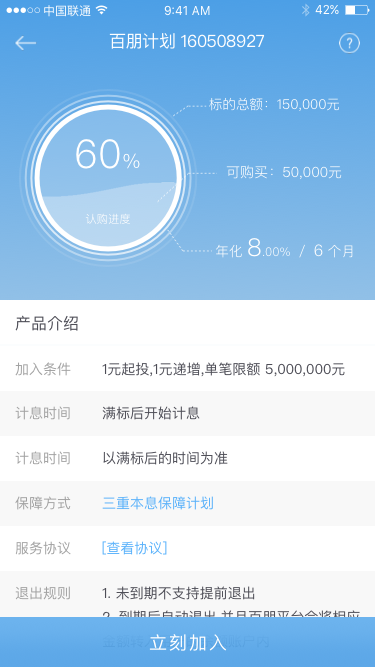 中国联通 9:41 AM 42%
百朋计划 160508927 ?
标的总额：150,000元
60%
可购买：50,000元
认购进度
年化 8.00% / 6 个月
产品介绍
加入条件 1元起投,1元递增,单笔限额 5,000,000元
计息时间 满标后开始计息
计息时间 以满标后的时间为准
保障方式 三重本息保障计划
服务协议 [查看协议]
退出规则 1. 未到期不支持提前退出
2. 到期后自动退出,并且百朋平台会将相应
立刻加入